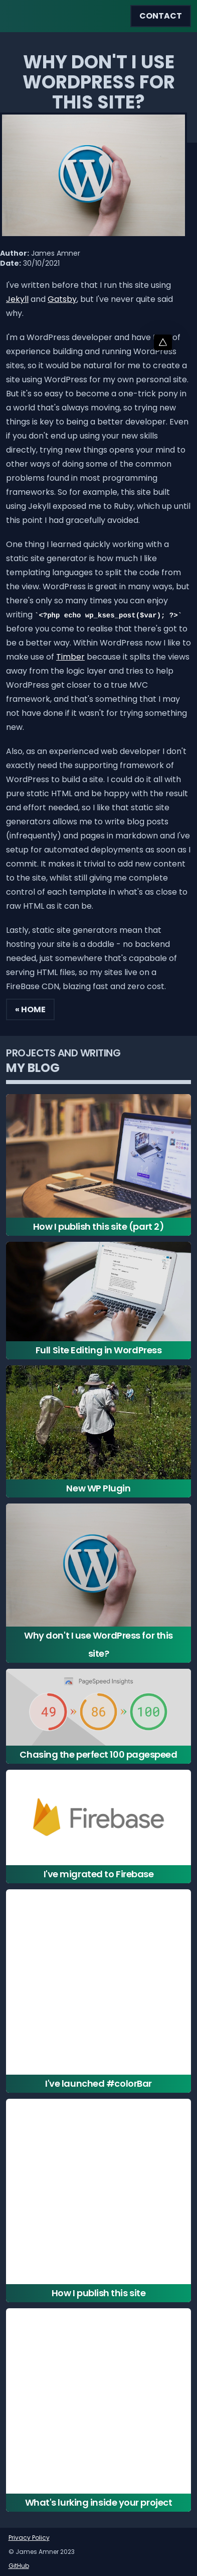 CONTACT
WHY DON'T I USE
WORDPRESS FOR
THIS SITE?
Author: James Amner
Date: 30/10/2021
I've written before that I run this site using
Jekyll and Gatsby, but I've never quite said
why.
I'm a WordPress developer and have of
experience building and running WordPress
sites, so it would be natural for me to create a
site using WordPress for my own personal site.
But it's so easy to become a one-trick pony in
a world that's always moving, so trying new
things is key to being a better developer. Even
if you don't end up using your new skills
directly, trying new things opens your mind to
other ways of doing some of the common
problems found in most programming
frameworks. So for example, this site built
using Jekyll exposed me to Ruby, which up until
this point I had gracefully avoided.
One thing I learned quickly working with a
static site generator is how much I like
templating languages to split the code from
the view. WordPress is great in many ways, but
there's only so many times you can enjoy
writing `<?php echo wp_kses_post($var); ?>`
before you come to realise that there's got to
be a better way. Within WordPress now I like to
make use of Timber because it splits the views
away from the logic layer and tries to help
WordPress get closer to a true MVC
framework, and that's something that I may
not have done if it wasn't for trying something
new.
Also, as an experienced web developer I don't
exactly need the supporting framework of
WordPress to build a site. I could do it all with
pure static HTML and be happy with the result
and effort needed, so I like that static site
generators allow me to write blog posts
(infrequently) and pages in markdown and I've
setup for automated deployments as soon as I
commit. It makes it trivial to add new content
to the site, whilst still giving me complete
control of each template in what's as close to
raw HTML as it can be.
Lastly, static site generators mean that
hosting your site is a doddle - no backend
needed, just somewhere that's capable of
serving HTML files, so my sites live on a
FireBase CDN, blazing fast and zero cost.
« HOME
PROJECTS AND WRITING
MY BLOG
How I publish this site (part 2)
Full Site Editing in WordPress
New WP Plugin
Why don't I use WordPress for this
site?
PageSpeed Insights
49 » 86 » 100
Chasing the perfect 100 pagespeed
Firebase
I've migrated to Firebase
I've launched #colorBar
How I publish this site
What's lurking inside your project
Privacy Policy
© James Amner 2023
GitHub